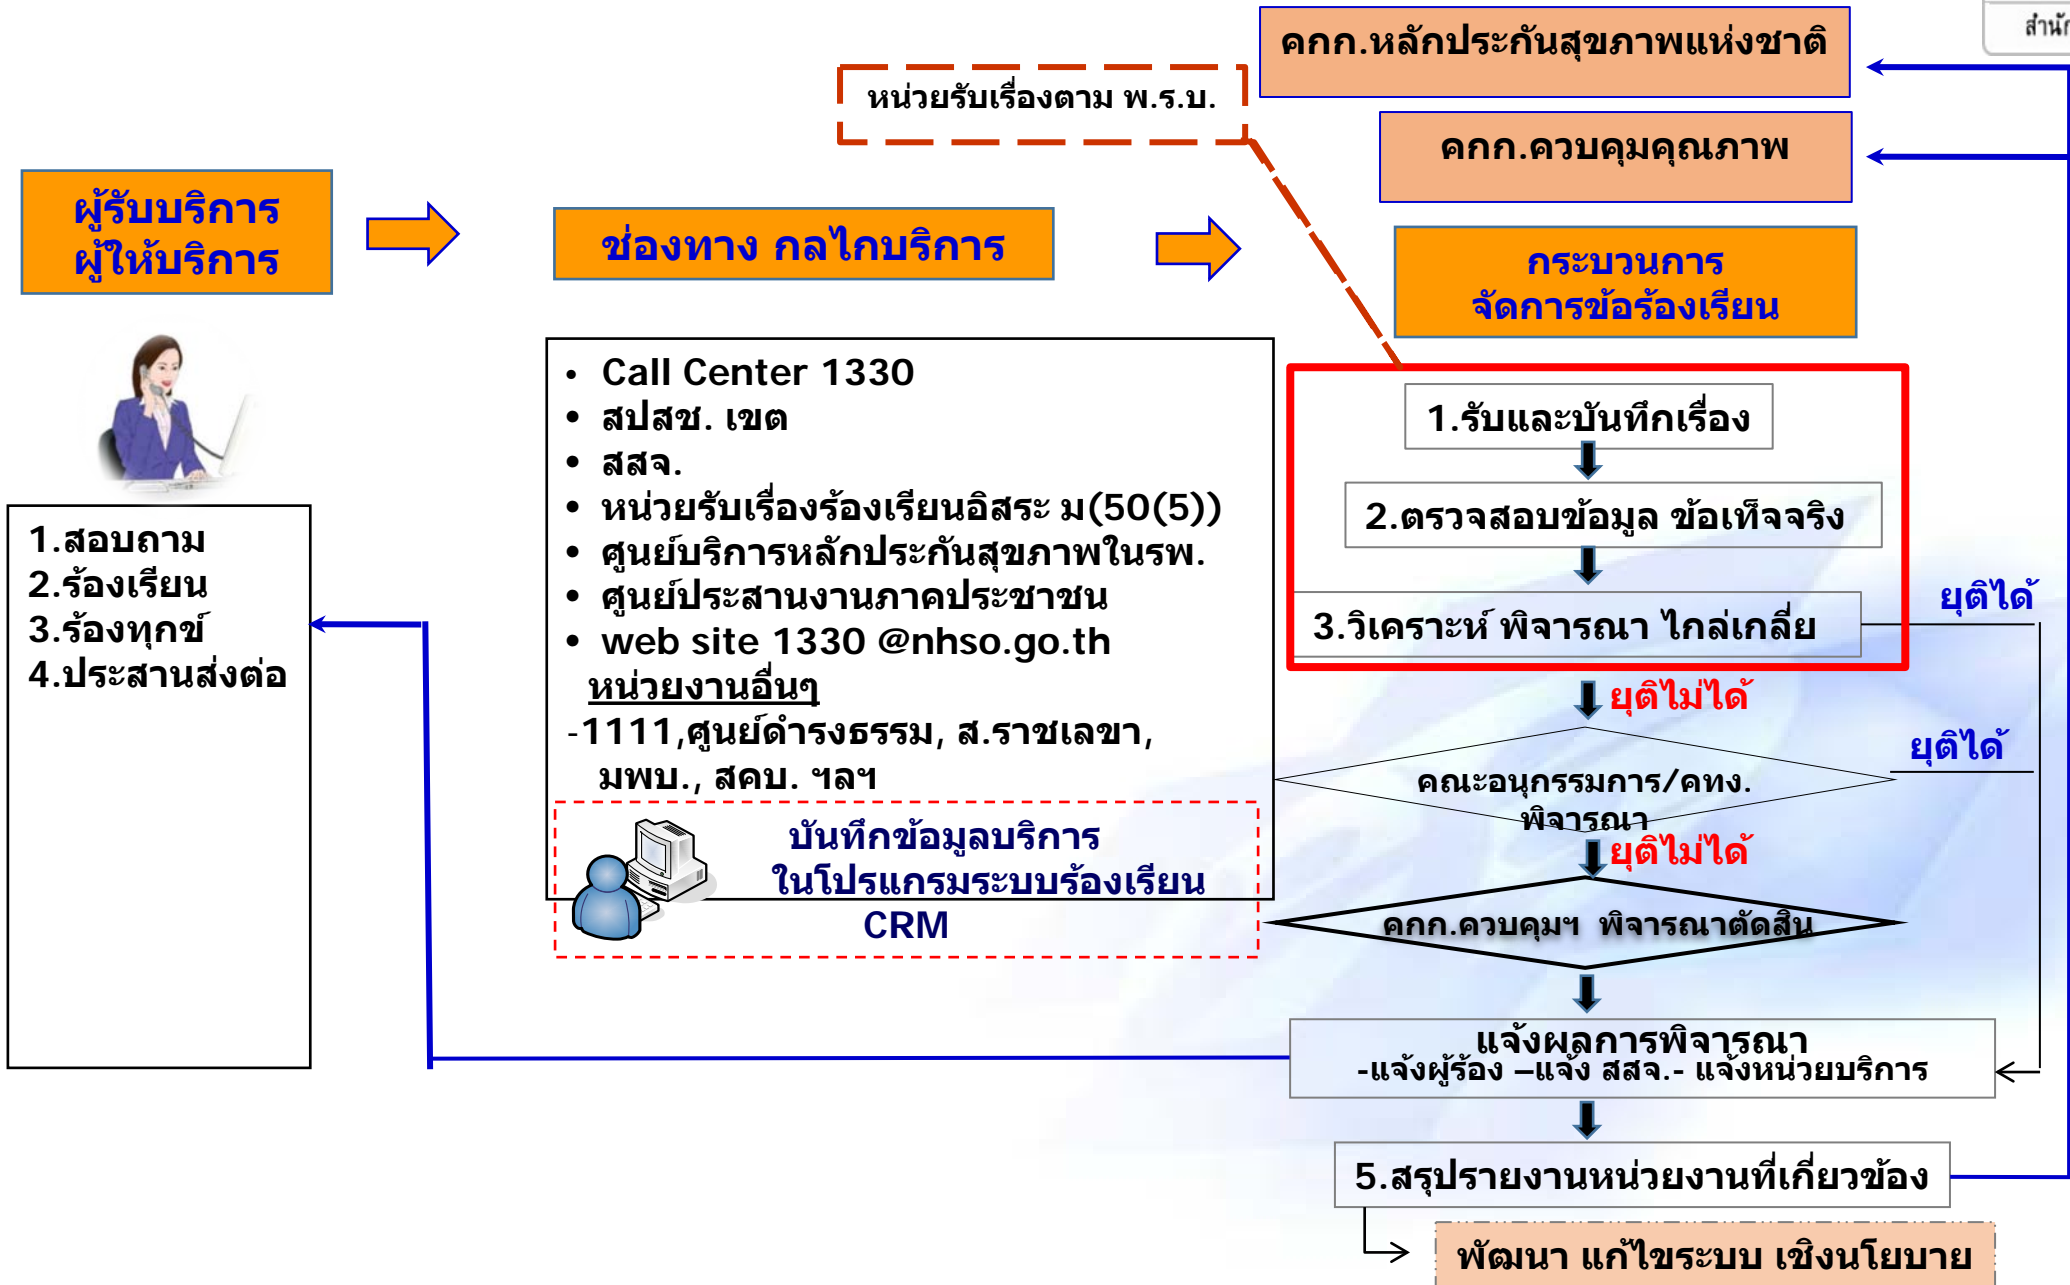 คกก.หลักประกันสุขภาพแห่งชาติ
หน่วยรับเรื่องตาม พ.ร.บ.
คกก.ควบคุมคุณภาพ
ผู้รับบริการ
ผู้ให้บริการ
ช่องทาง กลไกบริการ
กระบวนการ
จัดการข้อร้องเรียน
1.สอบถาม
2.ร้องเรียน
3.ร้องทุกข์
4.ประสานส่งต่อ
• Call Center 1330
• สปสช. เขต
• สสจ.
• หน่วยรับเรื่องร้องเรียนอิสระ ม(50(5))
• ศูนย์บริการหลักประกันสุขภาพในรพ.
• ศูนย์ประสานงานภาคประชาชน
• web site 1330 @nhso.go.th
หน่วยงานอื่นๆ
-1111,ศูนย์ดำรงธรรม, ส.ราชเลขา,
มพบ., สคบ. ฯลฯ
บันทึกข้อมูลบริการ
ในโปรแกรมระบบร้องเรียน
CRM
1.รับและบันทึกเรื่อง
2.ตรวจสอบข้อมูล ข้อเท็จจริง
3.วิเคราะห์ พิจารณา ไกล่เกลี่ย
ยุติได้
ยุติไม่ได้
ยุติได้
คณะอนุกรรมการ/คทง.
พิจารณา
ยุติไม่ได้
คกก.ควบคุมฯ พิจารณาตัดสิน
แจ้งผลการพิจารณา
-แจ้งผู้ร้อง –แจ้ง สสจ.- แจ้งหน่วยบริการ
5.สรุปรายงานหน่วยงานที่เกี่ยวข้อง
พัฒนา แก้ไขระบบ เชิงนโยบาย